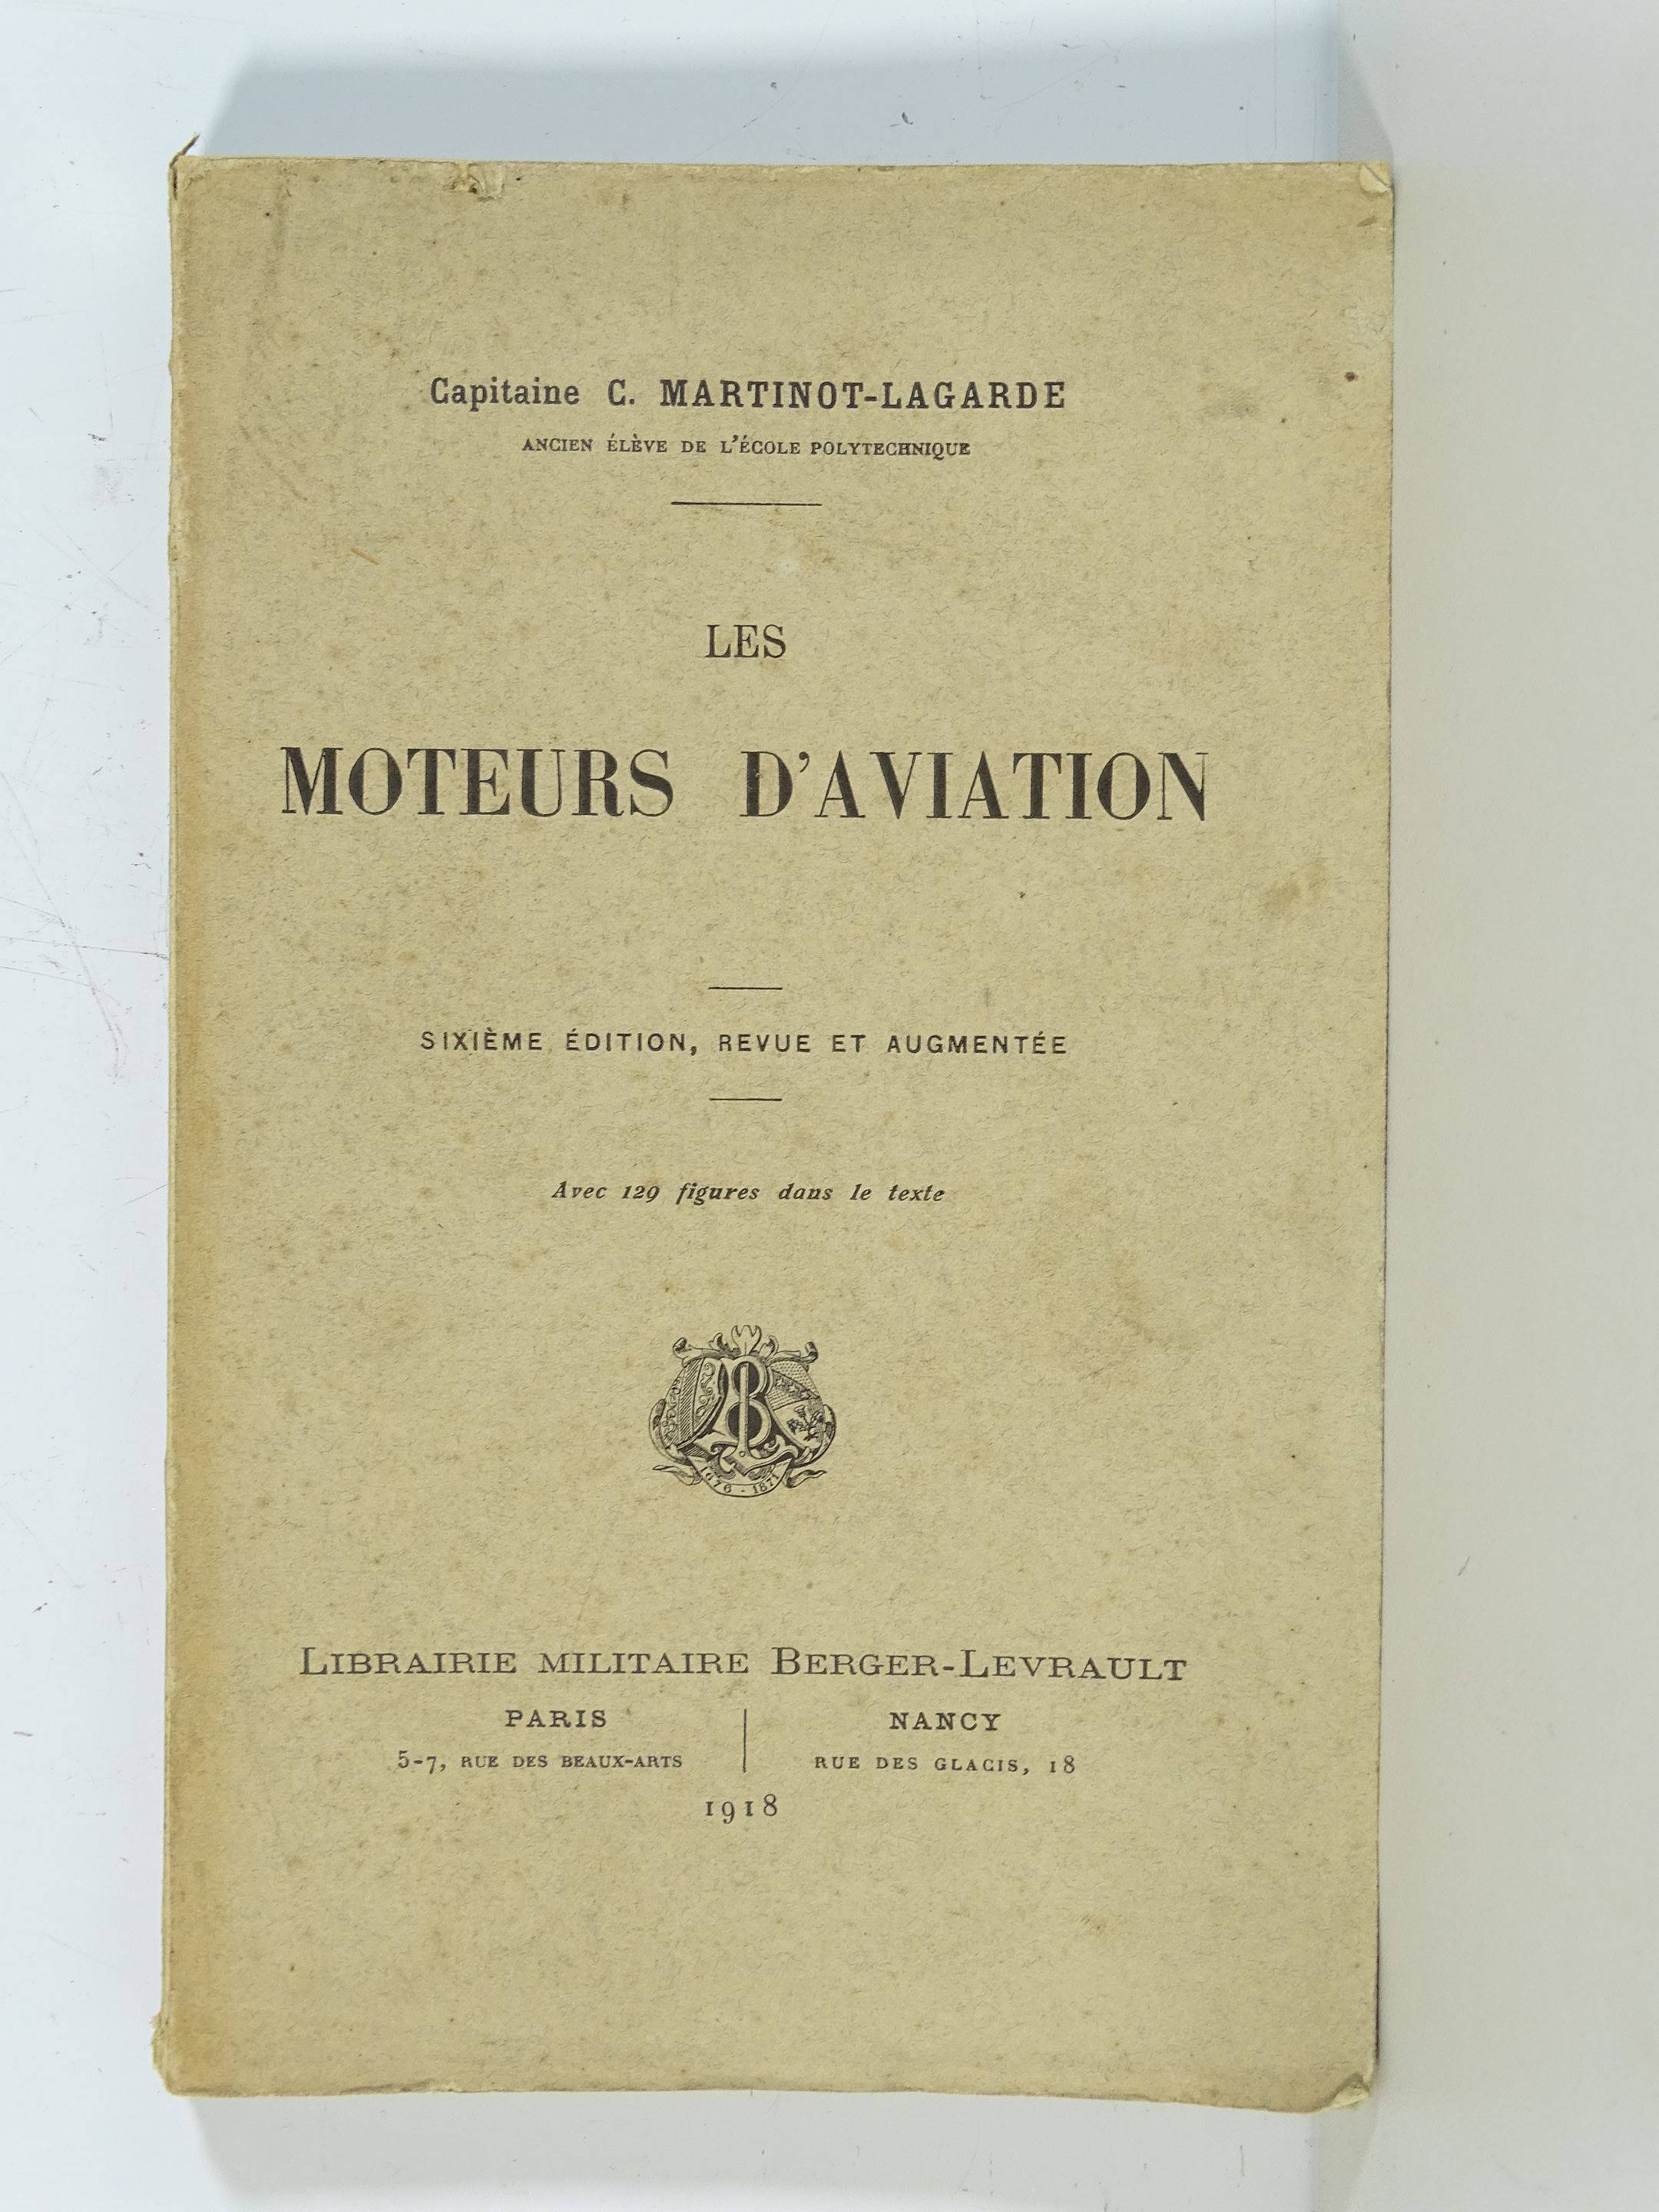 Capitaine C. MARTINOT-LAGARDE
ANCIEN ÉLÈVE DE L'ÉCOLE POLYTECHNIQUE
LES
MOTEURS D'AVIATION
SIXIÈME ÉDITION, REVUE ET AUGMENTÉE
Avec 129 figures dans le texte
LIBRAIRIE MILITAIRE BERGER-LEVRAULT
PARIS
5-7, RUE DES BEAUX-ARTS
NANCY
RUE DES GLACIS, 18
1918